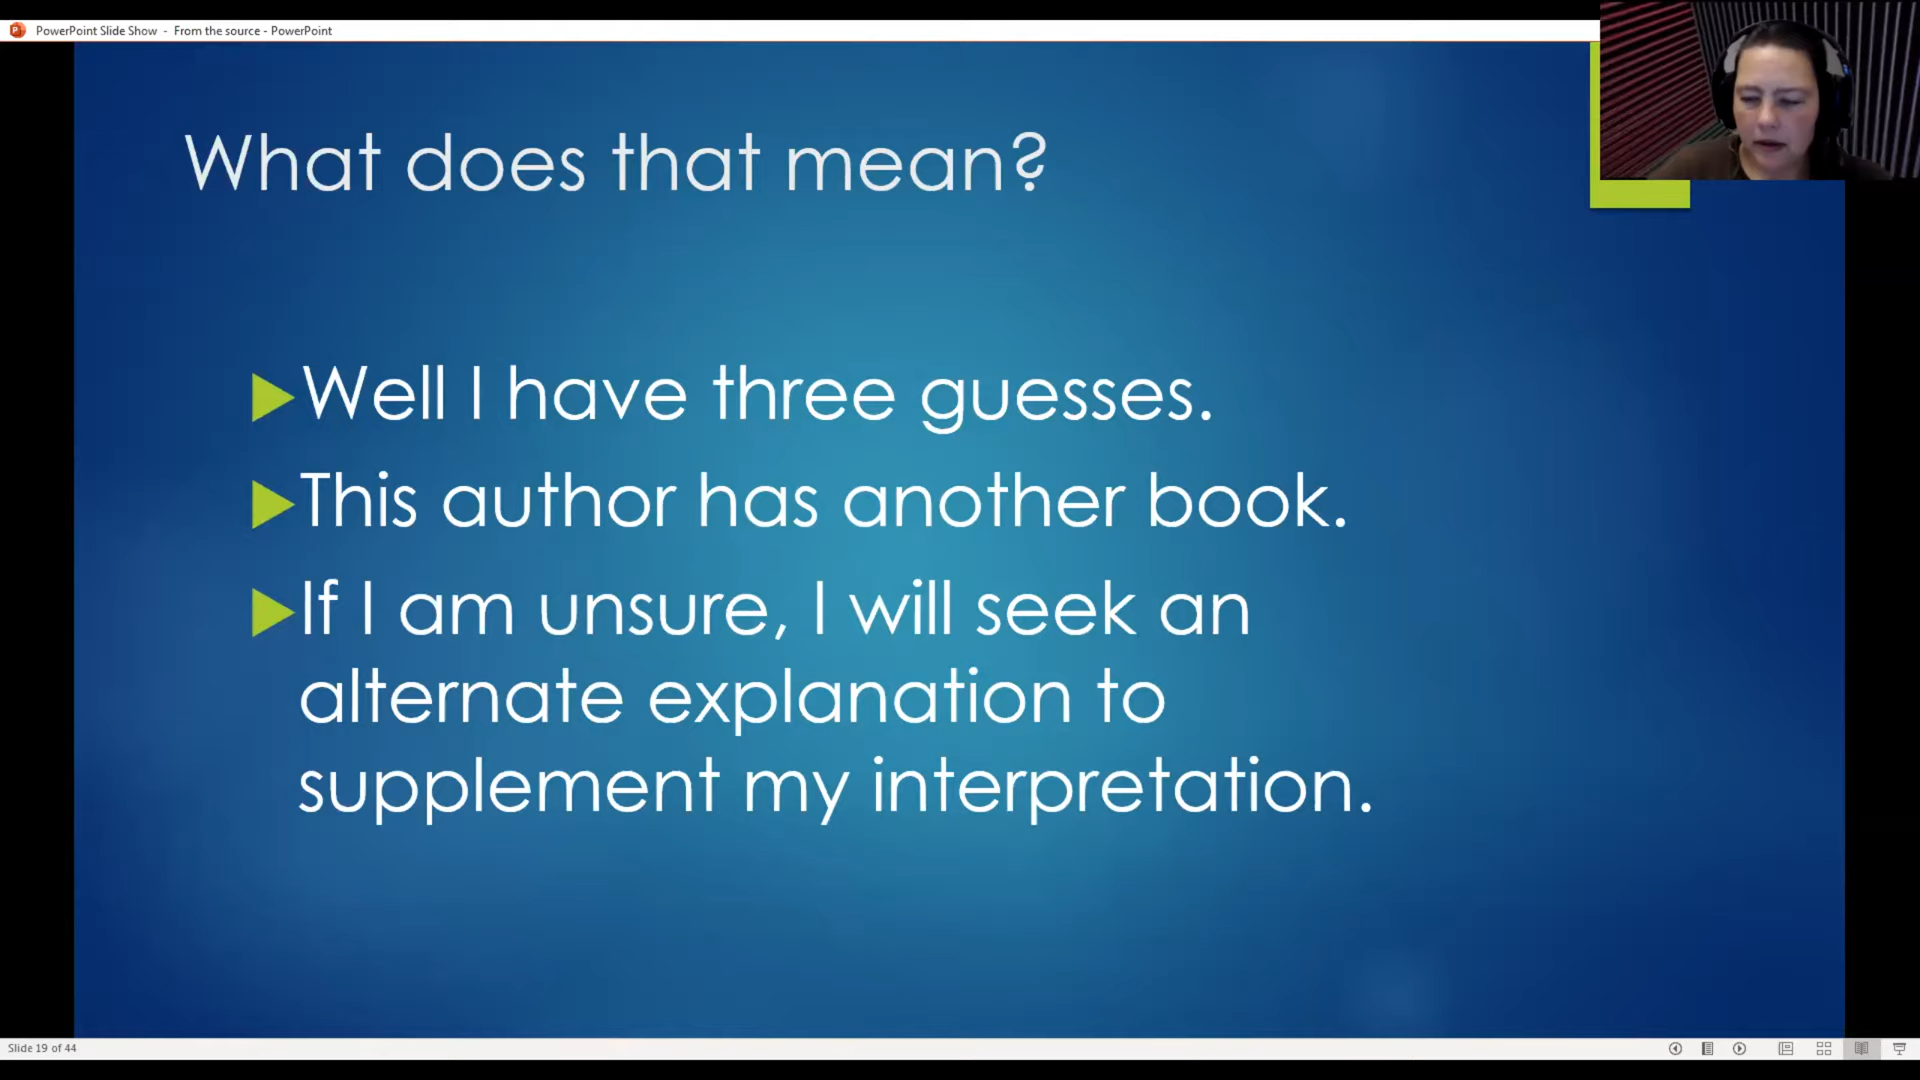 PowerPoint Slide Show - From the source - PowerPoint
What does that mean?
Well I have three guesses.
This author has another book.
If I am unsure, I will seek an
alternate explanation to
supplement my interpretation.
Slide 19 of 44